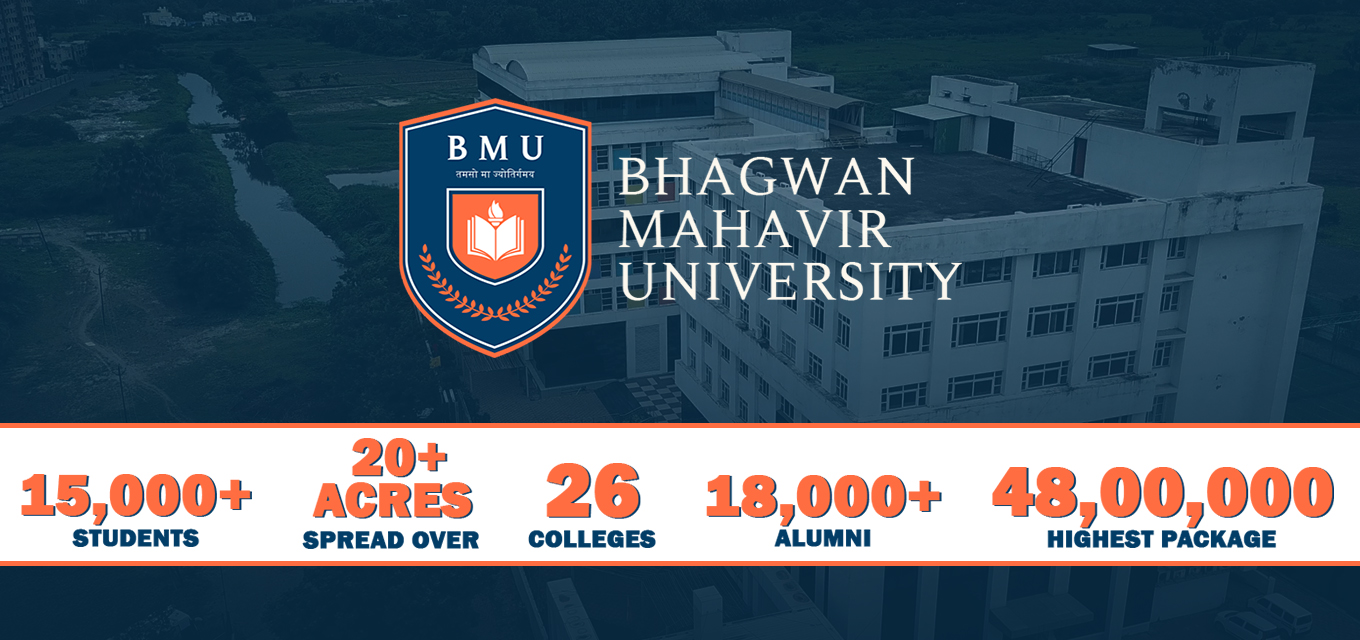 BMU
तमसो मा ज्योतिर्गमय
BHAGWAN
MAHAVIR
UNIVERSITY
15,000+
STUDENTS
20+
ACRES
SPREAD OVER
26
COLLEGES
18,000+
ALUMNI
48,00,000
HIGHEST PACKAGE